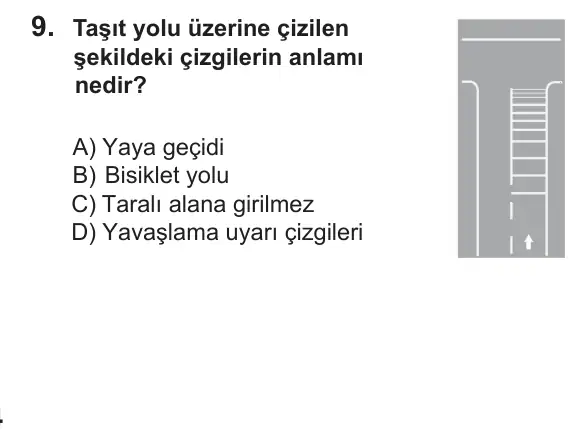 9. Taşıt yolu üzerine çizilen
şekildeki çizgilerin anlamı
nedir?
A) Yaya geçidi
B) Bisiklet yolu
C) Taralı alana girilmez
D) Yavaşlama uyarı çizgileri